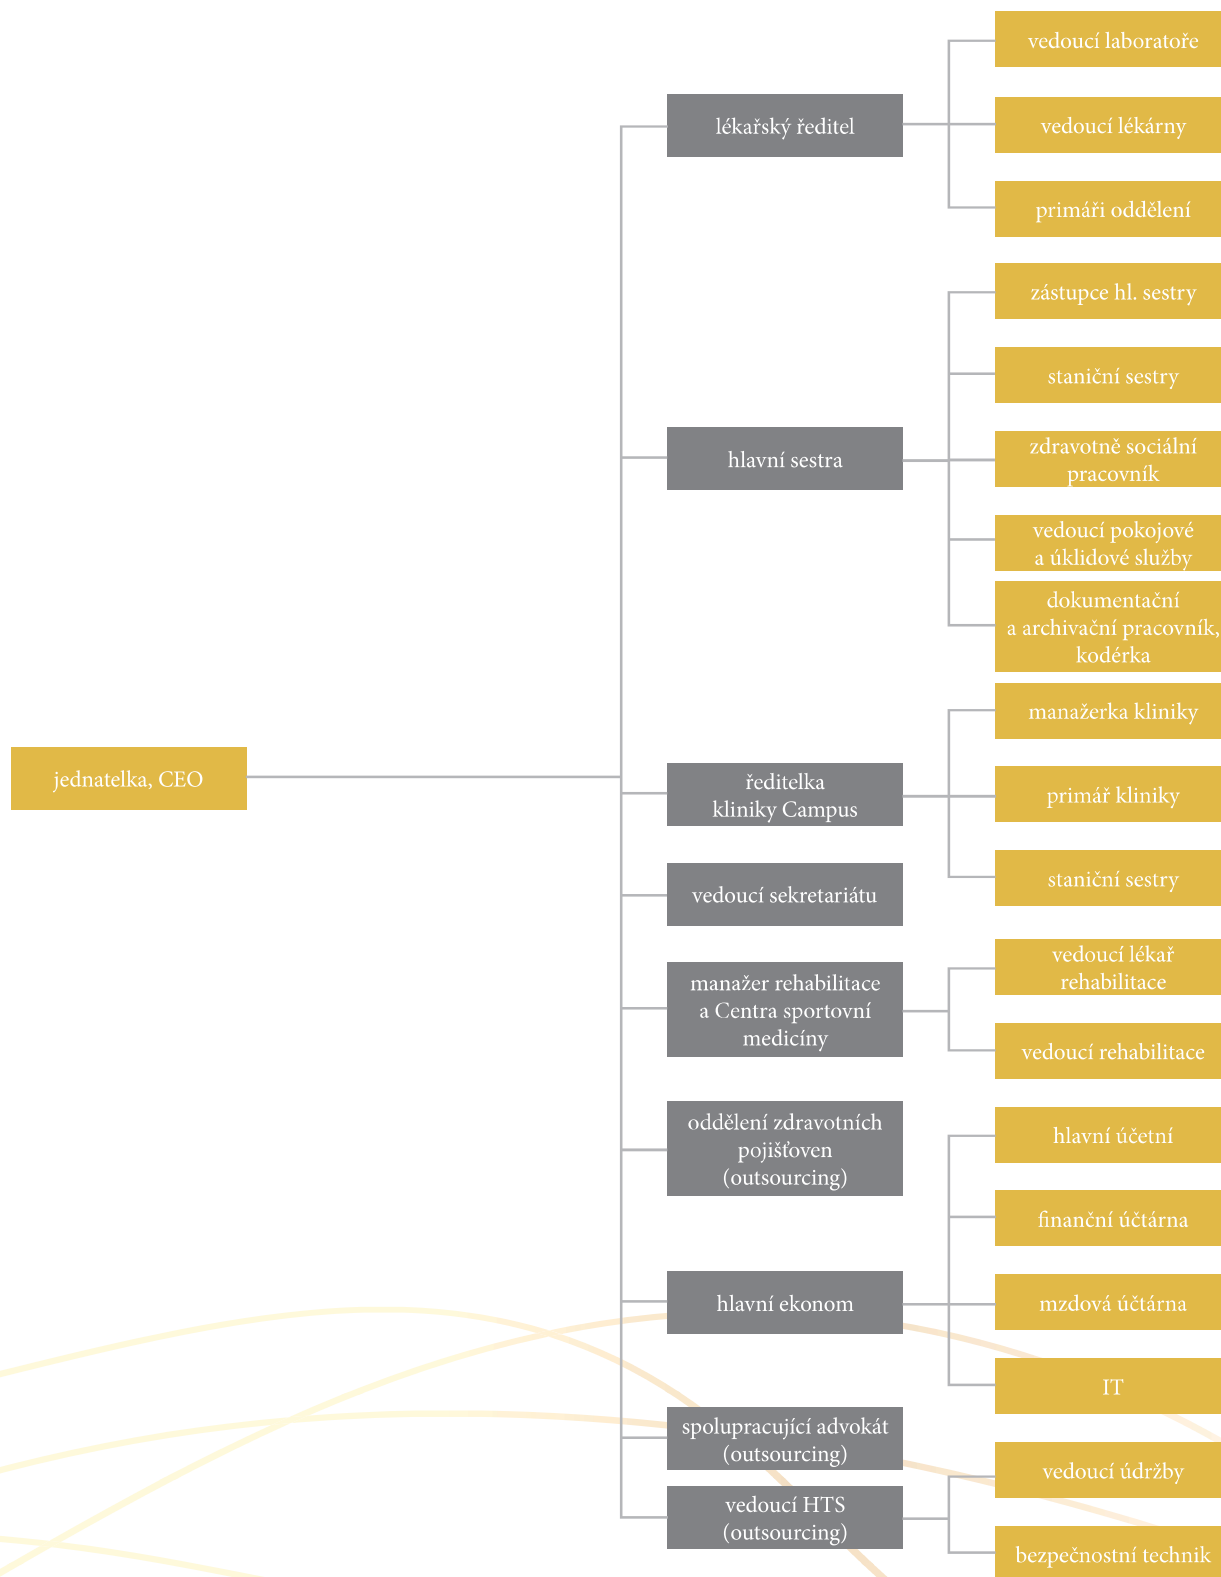 jednatelka, CEO
lékařský ředitel
vedoucí laboratoře
vedoucí lékárny
primáři oddělení
hlavní sestra
zástupce hl. sestry
staniční sestry
zdravotně sociální
pracovník
vedoucí pokojové
a úklidové služby
dokumentační
a archivační pracovník,
kodérka
ředitelka
kliniky Campus
manažerka kliniky
primář kliniky
staniční sestry
vedoucí sekretariátu
manažer rehabilitace
a Centra sportovní
medicíny
vedoucí lékař
rehabilitace
vedoucí rehabilitace
oddělení zdravotních
pojišťoven
(outsourcing)
hlavní ekonom
hlavní účetní
finanční účtárna
mzdová účtárna
IT
spolupracující advokát
(outsourcing)
vedoucí HTS
(outsourcing)
vedoucí údržby
bezpečnostní technik